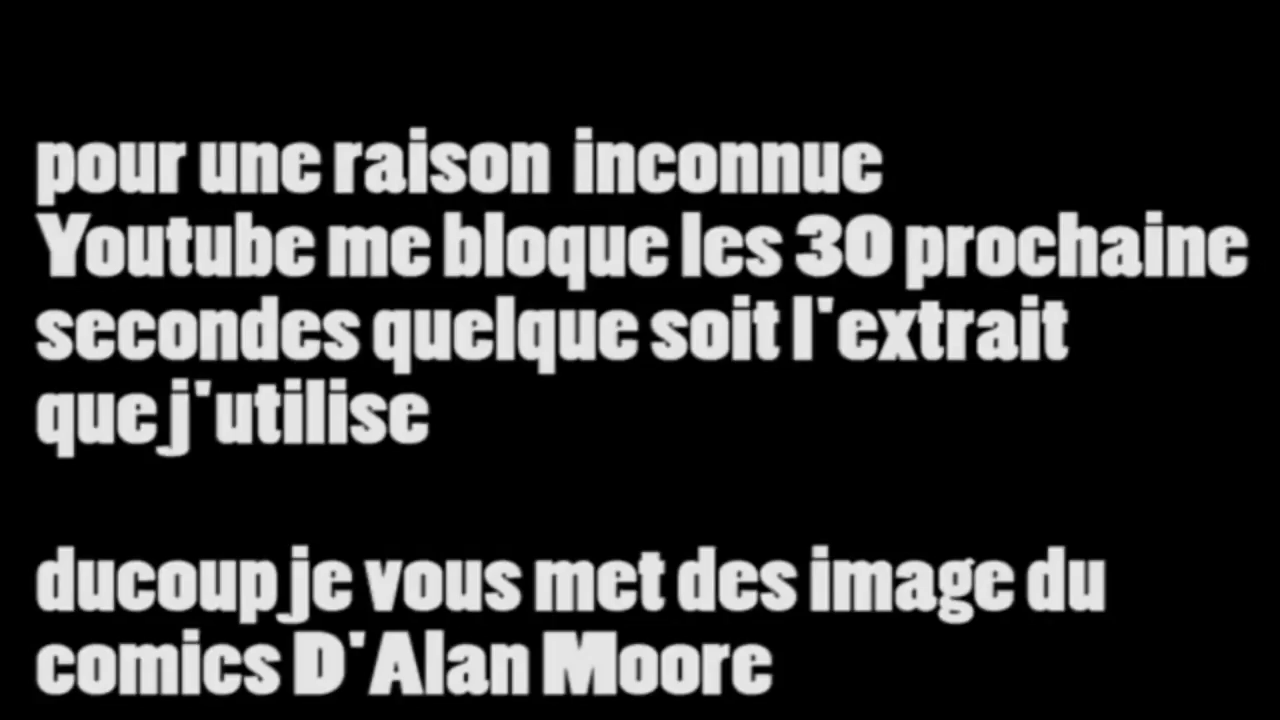 pour une raison inconnue
Youtube me bloque les 30 prochaine
secondes quelque soit l'extrait
que j'utilise
ducoup je vous met des image du
comics D'Alan Moore